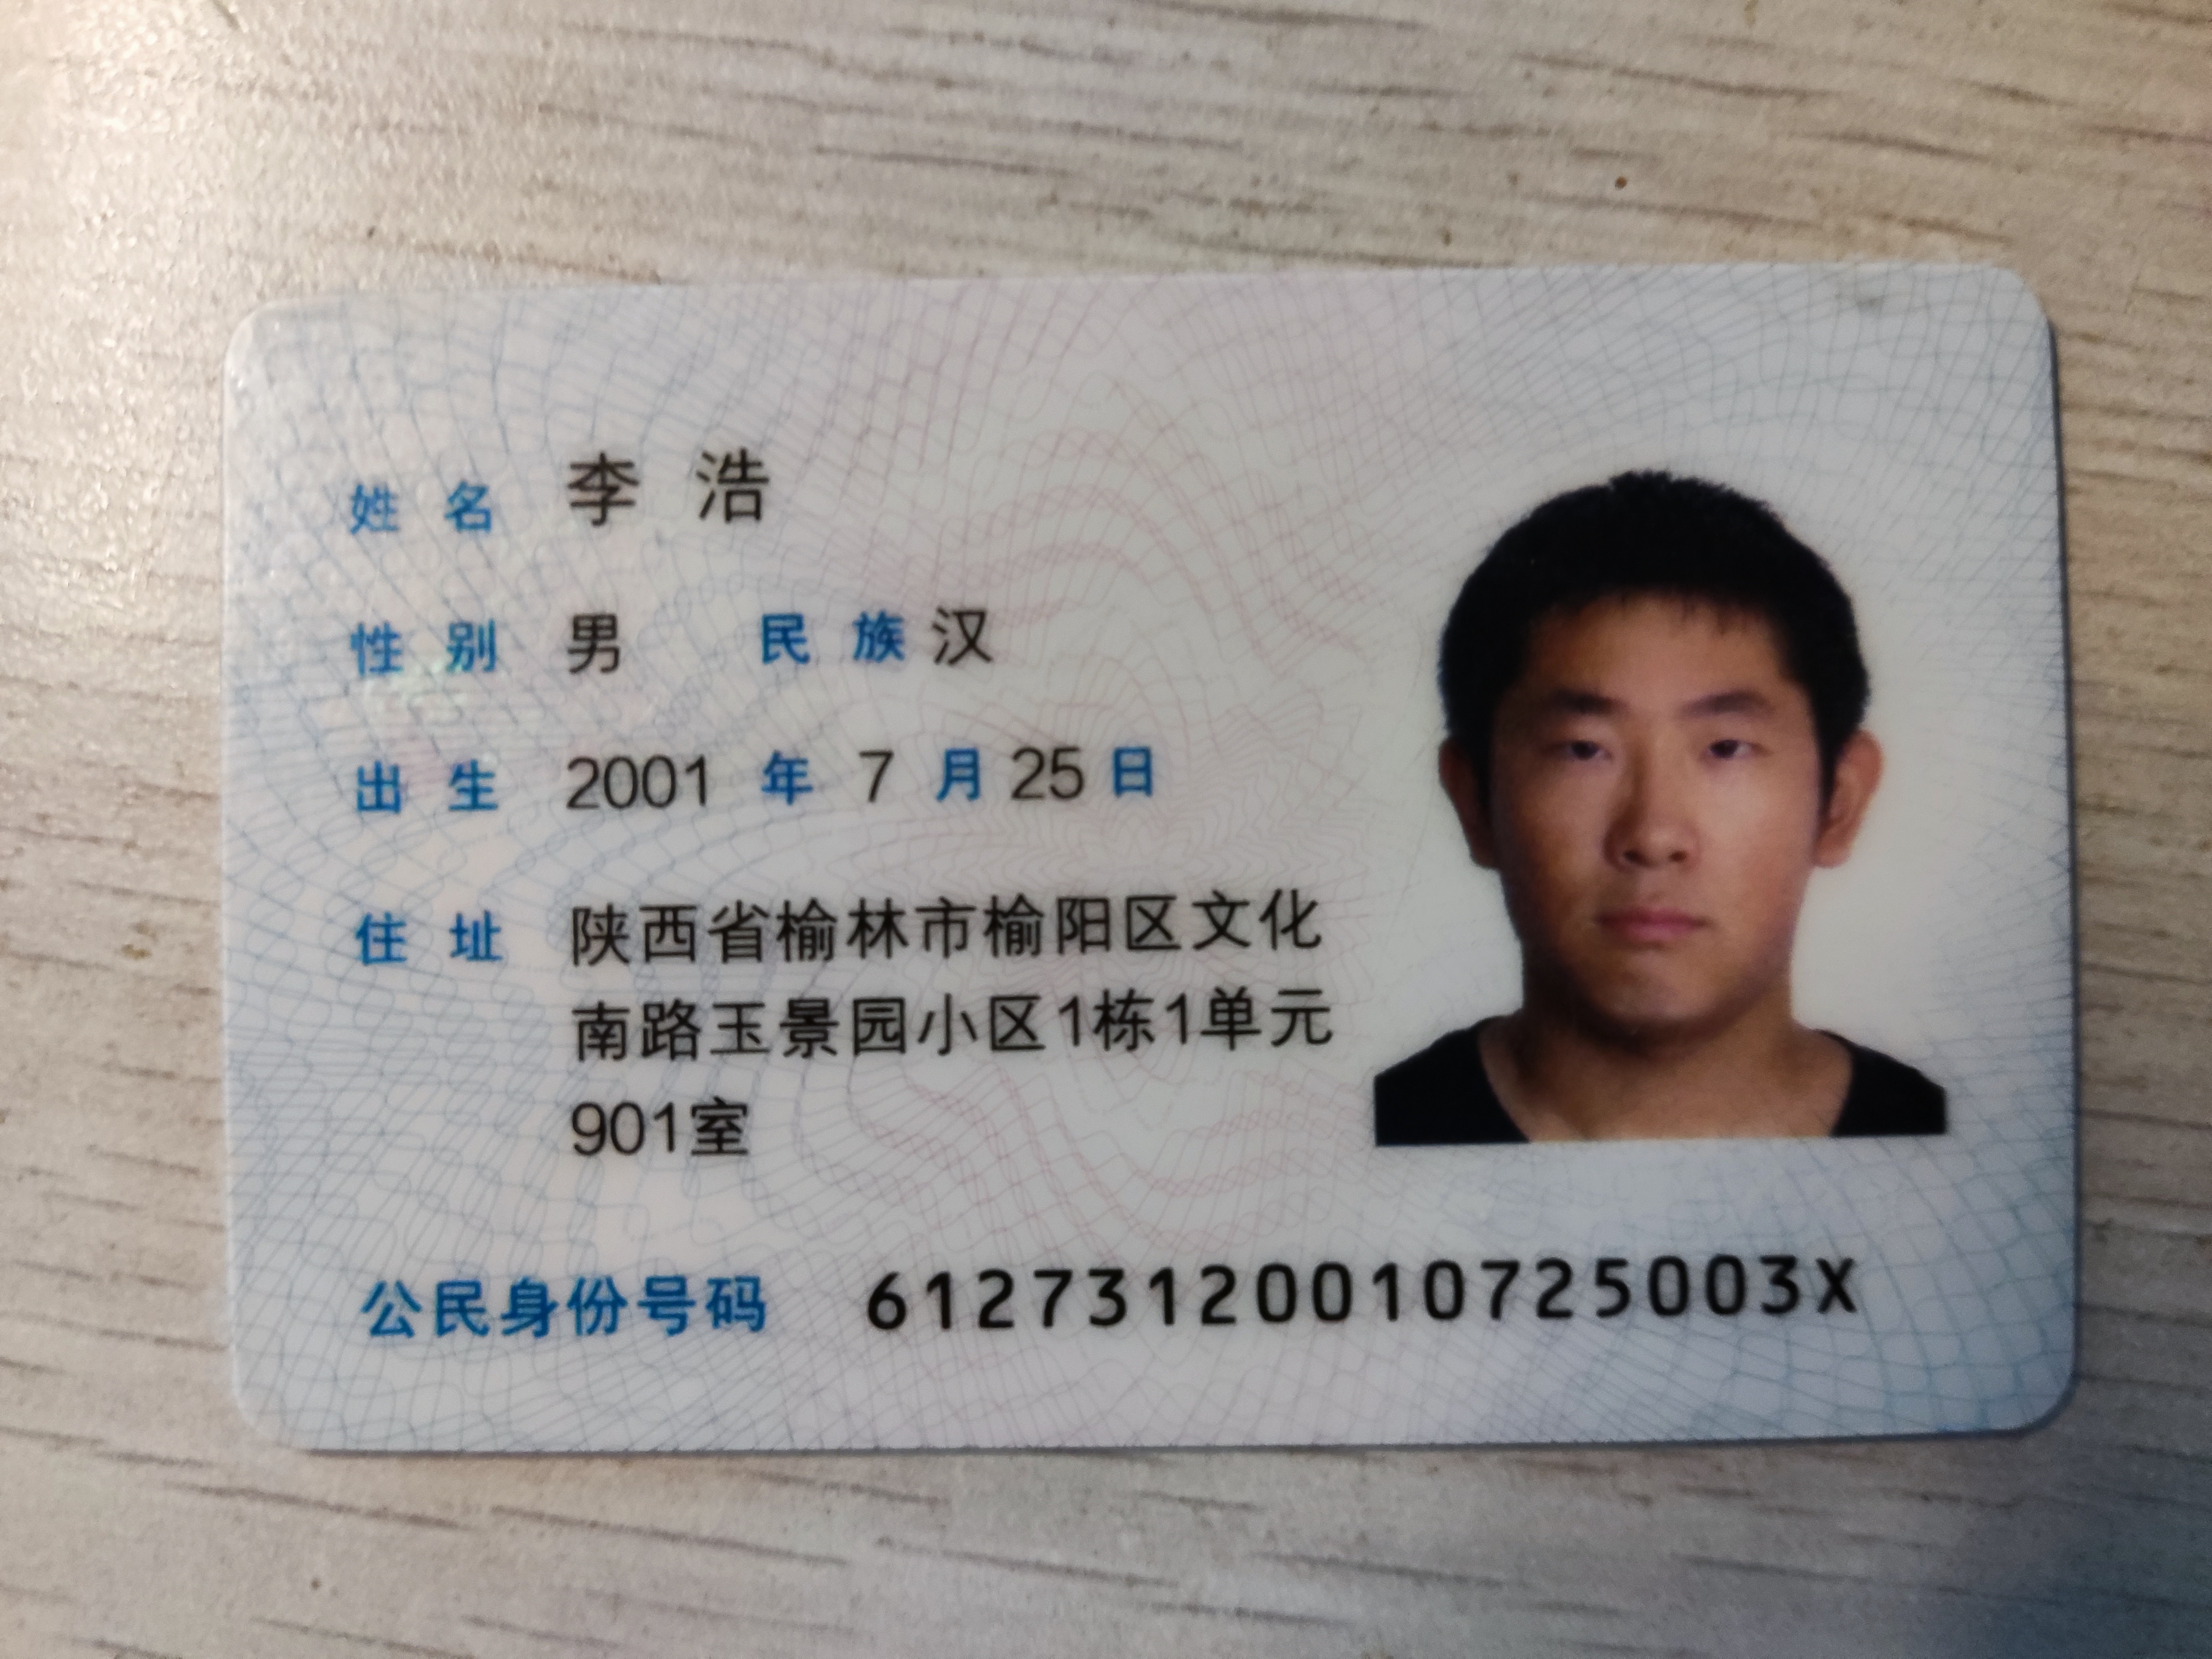 姓名 李浩
性别 男 民族 汉
出生 2001 年 7 月 25 日
住址 陕西省榆林市榆阳区文化
南路玉景园小区1栋1单元
901室
公民身份号码 61273120010725003X